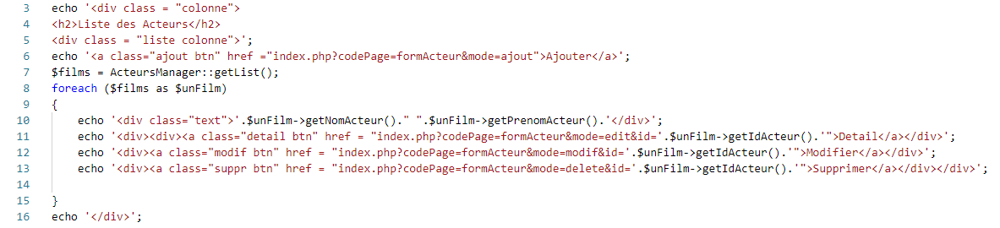 3 echo '<div class = "colonne">
4 <h2>Liste des Acteurs</h2>
5 <div class = "liste colonne">';
6 echo '<a class="ajout btn" href ="index.php?codePage=formActeur&mode=ajout">Ajouter</a>';
7 $films = ActeursManager::getList();
8 foreach ($films as $unFilm)
9 {
10     echo '<div class="text">'.$unFilm->getNomActeur()." ".$unFilm->getPrenomActeur().'</div>';
11     echo '<div><div><a class="detail btn" href = "index.php?codePage=formActeur&mode=edit&id='.$unFilm->getIdActeur().'">Detail</a></div>';
12     echo '<div><a class="modif btn" href = "index.php?codePage=formActeur&mode=modif&id='.$unFilm->getIdActeur().'">Modifier</a></div>';
13     echo '<div><a class="suppr btn" href = "index.php?codePage=formActeur&mode=delete&id='.$unFilm->getIdActeur().'">Supprimer</a></div></div>';
14
15 }
16 echo '</div>';